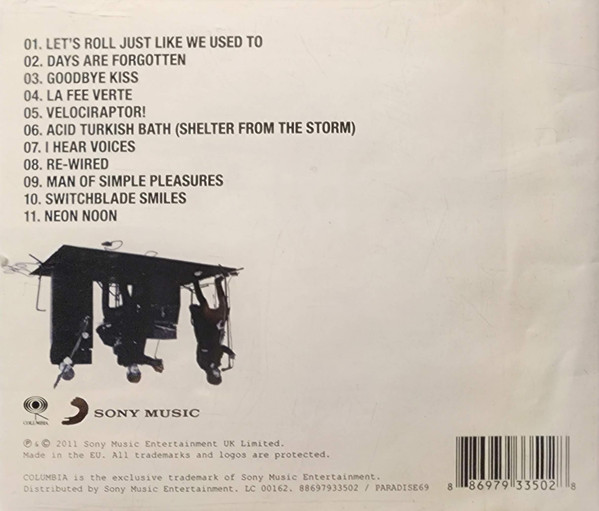 01. LET'S ROLL JUST LIKE WE USED TO
02. DAYS ARE FORGOTTEN
03. GOODBYE KISS
04. LA FEE VERTE
05. VELOCIRAPTOR!
06. ACID TURKISH BATH (SHELTER FROM THE STORM)
07. I HEAR VOICES
08. RE-WIRED
09. MAN OF SIMPLE PLEASURES
10. SWITCHBLADE SMILES
11. NEON NOON
COLUMBIA
SONY MUSIC
℗ & © 2011 Sony Music Entertainment UK Limited.
Made in the EU. All trademarks and logos are protected.
COLUMBIA is the exclusive trademark of Sony Music Entertainment.
Distributed by Sony Music Entertainment. LC 00162. 88697933502 / PARADISE69
8 86979 33502 8